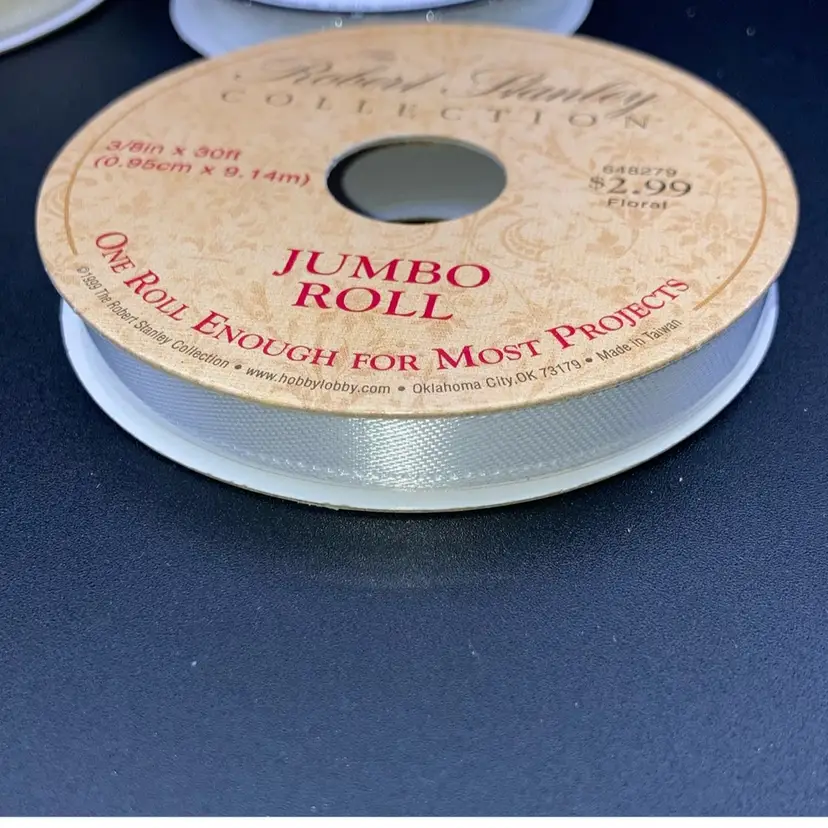 Robert Stanley
COLLECTION
3/8in x 30ft
(0.95cm x 9.14m)
648279
$2.99
Floral
JUMBO
ROLL
ONE ROLL ENOUGH FOR MOST PROJECTS
©1999 The Robert Stanley Collection • www.hobbylobby.com • Oklahoma City,OK 73179 • Made in Taiwan